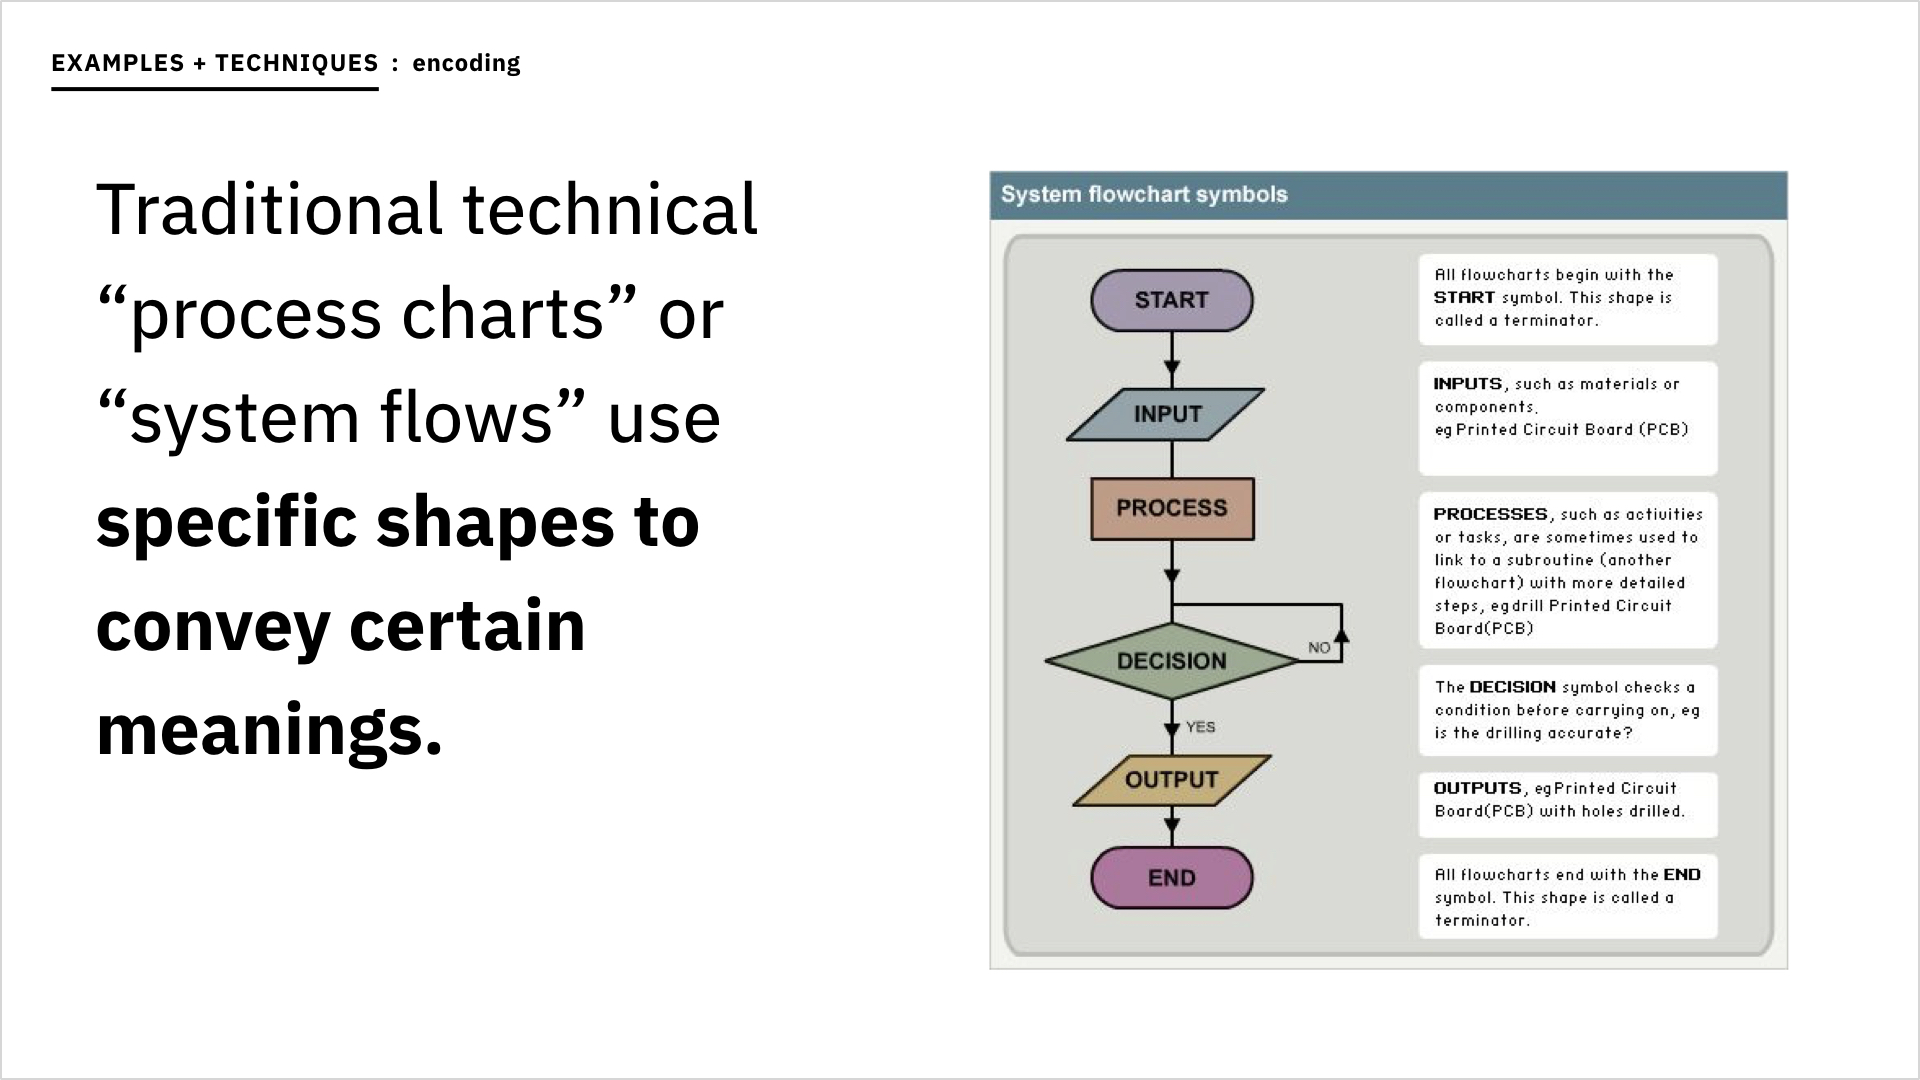 EXAMPLES + TECHNIQUES : encoding
Traditional technical
“process charts” or
“system flows” use
specific shapes to
convey certain
meanings.
System flowchart symbols
START
INPUT
PROCESS
DECISION
NO
YES
OUTPUT
END
All flowcharts begin with the
START symbol. This shape is
called a terminator.
INPUTS, such as materials or
components.
eg Printed Circuit Board (PCB)
PROCESSES, such as activities
or tasks, are sometimes used to
link to a subroutine (another
flowchart) with more detailed
steps, eg drill Printed Circuit
Board(PCB)
The DECISION symbol checks a
condition before carrying on, eg
is the drilling accurate?
OUTPUTS, eg Printed Circuit
Board(PCB) with holes drilled.
All flowcharts end with the END
symbol. This shape is called a
terminator.